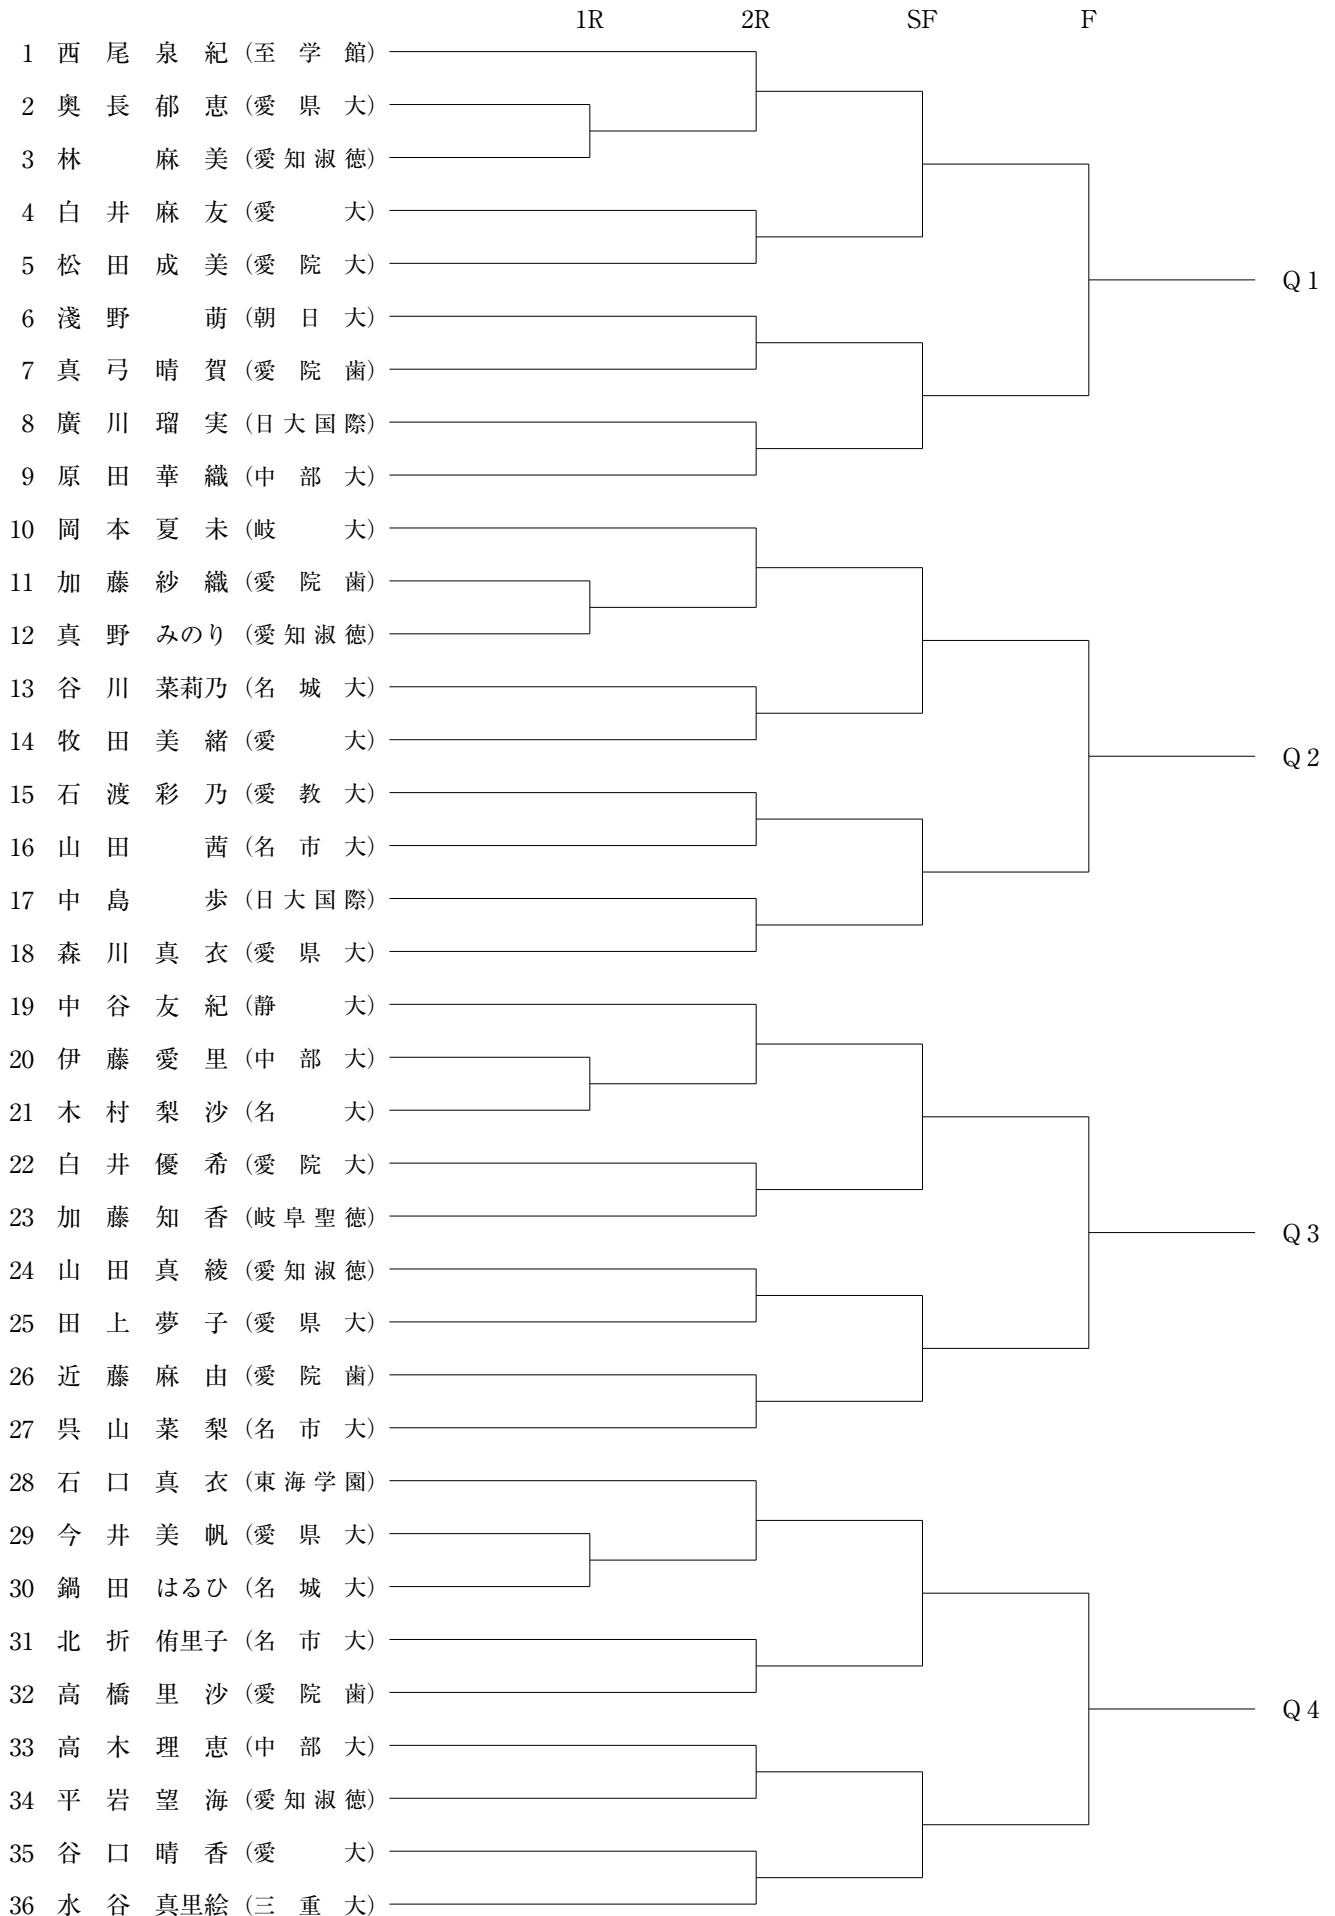 1R 2R SF F
1 西尾泉紀 (至学館)
2 奥長郁恵 (愛県大)
3 林 麻美 (愛知淑徳)
4 白井麻友 (愛 大)
5 松田成美 (愛院大)
Q1
6 淺野 萌 (朝日大)
7 真弓晴賀 (愛院歯)
8 廣川瑠実 (日大国際)
9 原田華織 (中部大)
10 岡本夏未 (岐 大)
11 加藤紗織 (愛院歯)
12 真野みのり (愛知淑徳)
13 谷川菜莉乃 (名城大)
14 牧田美緒 (愛 大)
Q2
15 石渡彩乃 (愛教大)
16 山田 茜 (名市大)
17 中島 歩 (日大国際)
18 森川真衣 (愛県大)
19 中谷友紀 (静 大)
20 伊藤愛里 (中部大)
21 木村梨沙 (名 大)
22 白井優希 (愛院大)
23 加藤知香 (岐阜聖徳)
Q3
24 山田真綾 (愛知淑徳)
25 田上夢子 (愛県大)
26 近藤麻由 (愛院歯)
27 呉山菜梨 (名市大)
28 石口真衣 (東海学園)
29 今井美帆 (愛県大)
30 鍋田はるひ (名城大)
31 北折侑里子 (名市大)
32 高橋里沙 (愛院歯)
Q4
33 高木理恵 (中部大)
34 平岩望海 (愛知淑徳)
35 谷口晴香 (愛 大)
36 水谷真里絵 (三重大)